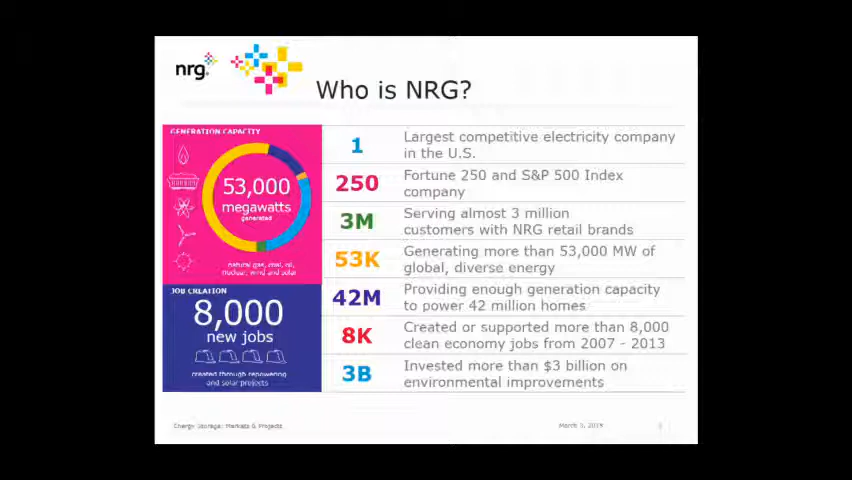 nrg
Who is NRG?
GENERATION CAPACITY
53,000
megawatts
generated
natural gas, coal, oil,
nuclear, wind and solar
JOB CREATION
8,000
new jobs
created through repowering
and solar projects
1
Largest competitive electricity company
in the U.S.
250
Fortune 250 and S&P 500 Index
company
3M
Serving almost 3 million
customers with NRG retail brands
53K
Generating more than 53,000 MW of
global, diverse energy
42M
Providing enough generation capacity
to power 42 million homes
8K
Created or supported more than 8,000
clean economy jobs from 2007 - 2013
3B
Invested more than $3 billion on
environmental improvements
Energy Storage: Markets & Projects
March